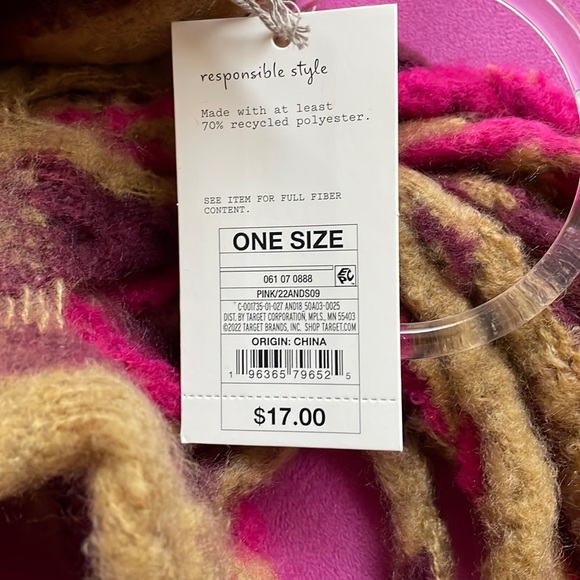 responsible style
Made with at least
70% recycled polyester.
SEE ITEM FOR FULL FIBER
CONTENT.
ONE SIZE
061 07 0888
EPC
PINK/22ANDS09
C-001735-01-027 AND18_50A03-0025
DIST. BY TARGET CORPORATION, MPLS., MN 55403
©2022 TARGET BRANDS, INC. SHOP TARGET.COM
ORIGIN: CHINA
1 96365 79652 5
$17.00